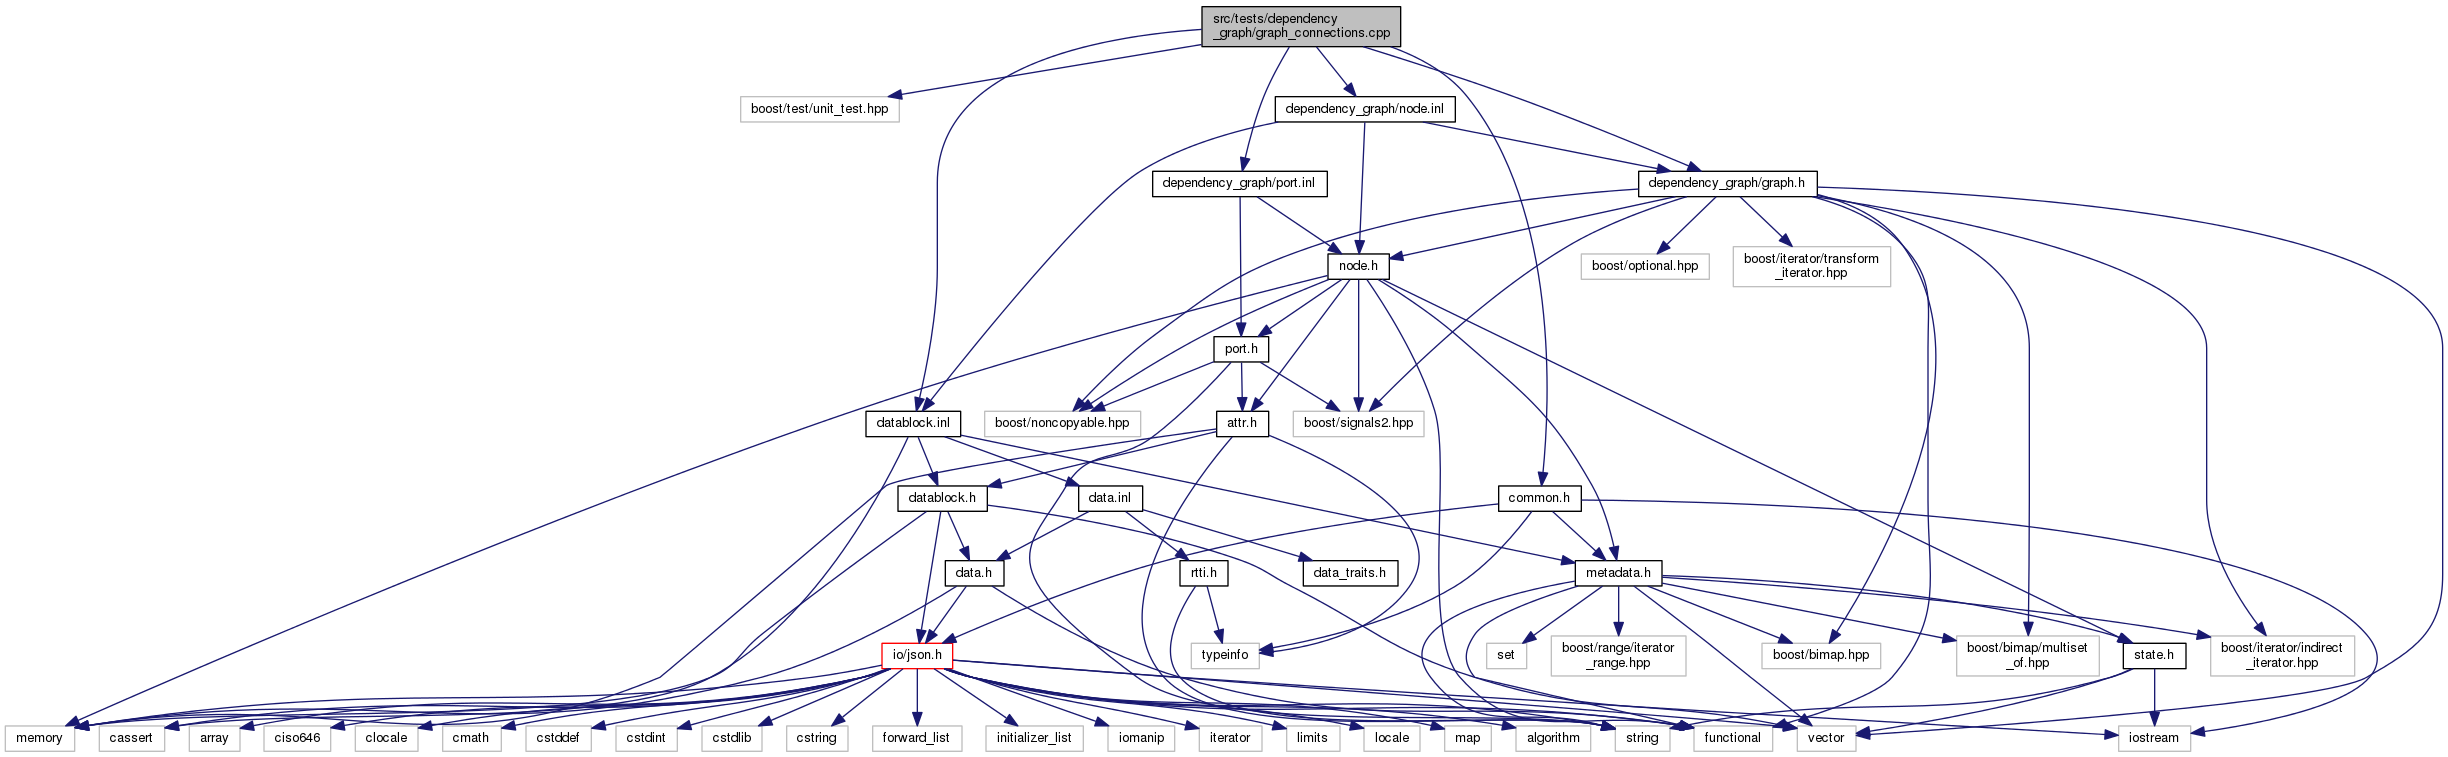 src/tests/dependency
_graph/graph_connections.cpp
boost/test/unit_test.hpp
dependency_graph/node.inl
dependency_graph/port.inl
dependency_graph/graph.h
node.h
boost/optional.hpp
boost/iterator/transform
_iterator.hpp
port.h
datablock.inl
boost/noncopyable.hpp
attr.h
boost/signals2.hpp
datablock.h
data.inl
common.h
data.h
rtti.h
data_traits.h
metadata.h
io/json.h
typeinfo
set
boost/range/iterator
_range.hpp
boost/bimap.hpp
boost/bimap/multiset
_of.hpp
state.h
boost/iterator/indirect
_iterator.hpp
memory
cassert
array
ciso646
clocale
cmath
cstddef
cstdint
cstdlib
cstring
forward_list
initializer_list
iomanip
iterator
limits
locale
map
algorithm
string
functional
vector
iostream